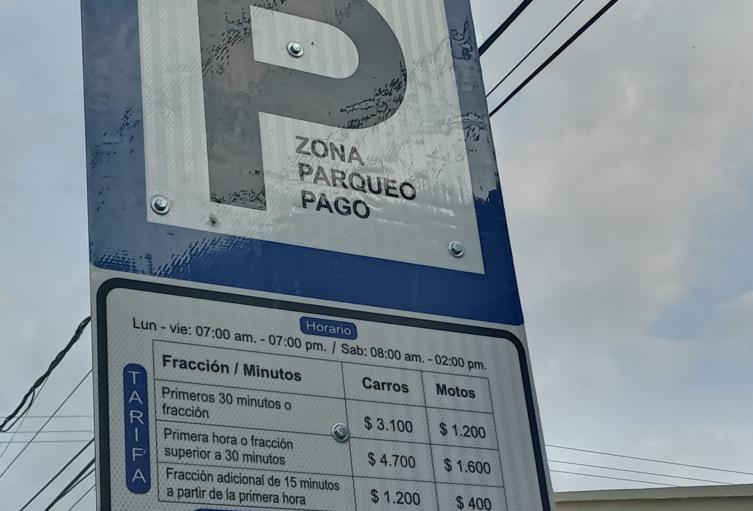 P
ZONA
PARQUEO
PAGO
Horario
Lun - vie: 07:00 am. - 07:00 pm. / Sab: 08:00 am. - 02:00 pm.
TARIFA
Fracción / Minutos Carros Motos
Primeros 30 minutos o
fracción $ 3.100 $ 1.200
Primera hora o fracción
superior a 30 minutos $ 4.700 $ 1.600
Fracción adicional de 15 minutos
a partir de la primera hora $ 1.200 $ 400